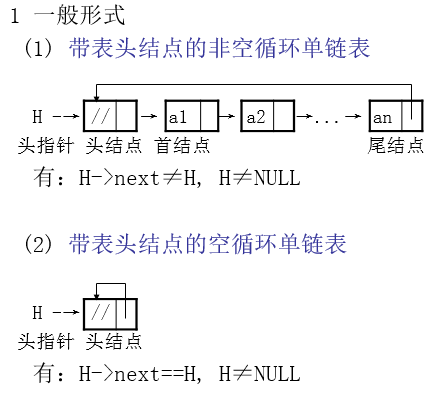 1 一般形式
(1) 带表头结点的非空循环单链表
H // a1 a2 ... an
头指针 头结点 首结点 尾结点
有: H->next≠H, H≠NULL
(2) 带表头结点的空循环单链表
H //
头指针 头结点
有: H->next==H, H≠NULL